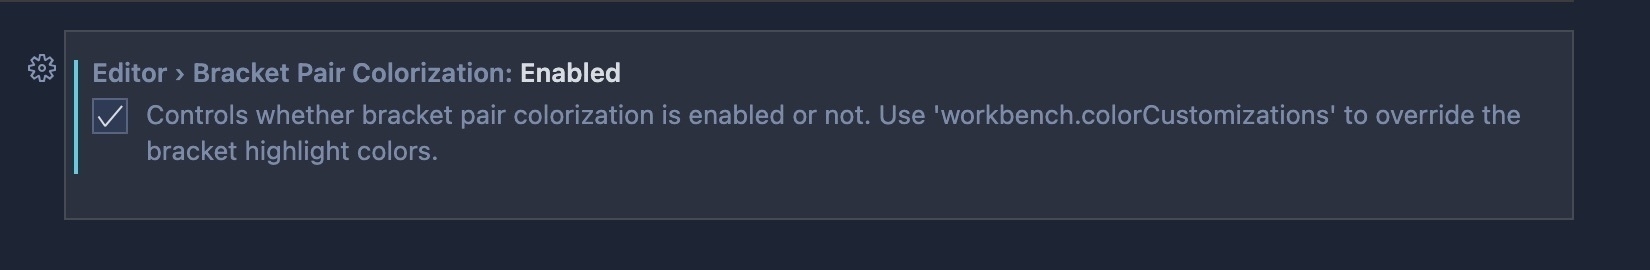 Editor › Bracket Pair Colorization: Enabled
Controls whether bracket pair colorization is enabled or not. Use 'workbench.colorCustomizations' to override the
bracket highlight colors.